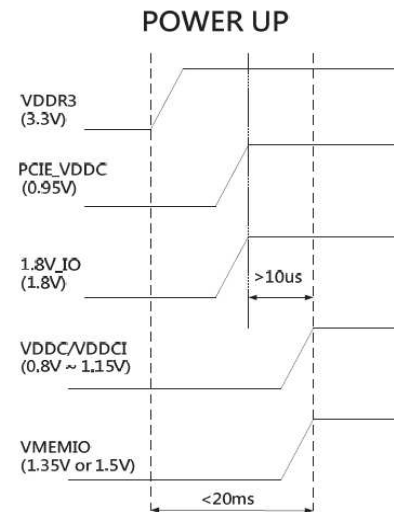 POWER UP
VDDR3
(3.3V)
PCIE_VDDC
(0.95V)
1.8V_IO
(1.8V)
>10us
VDDC/VDDCI
(0.8V ~ 1.15V)
VMEMIO
(1.35V or 1.5V)
<20ms